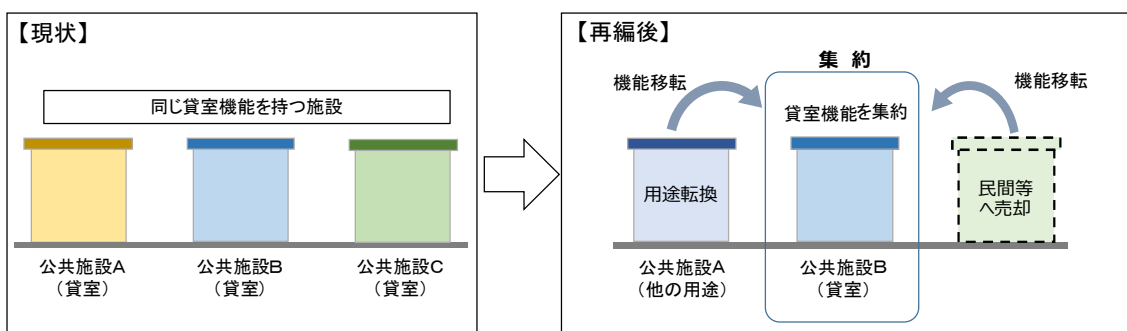 【現状】
同じ貸室機能を持つ施設
公共施設A
（貸室）
公共施設B
（貸室）
公共施設C
（貸室）
【再編後】
集 約
機能移転
機能移転
貸室機能を集約
用途転換
民間等
へ売却
公共施設A
（他の用途）
公共施設B
（貸室）